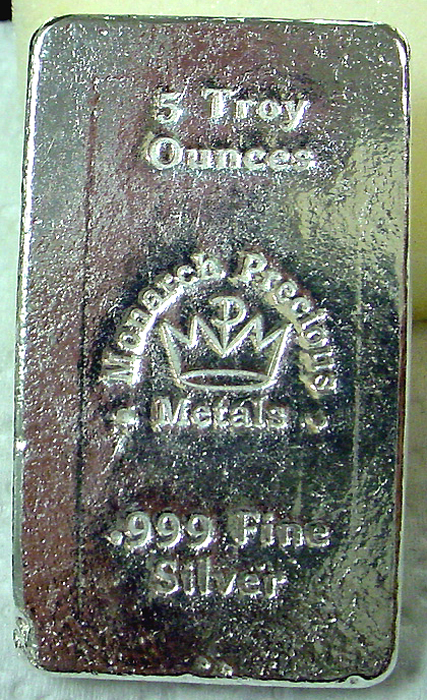 5 Troy
Ounces
Monarch Precious
MPM
Metals
.999 Fine
Silver